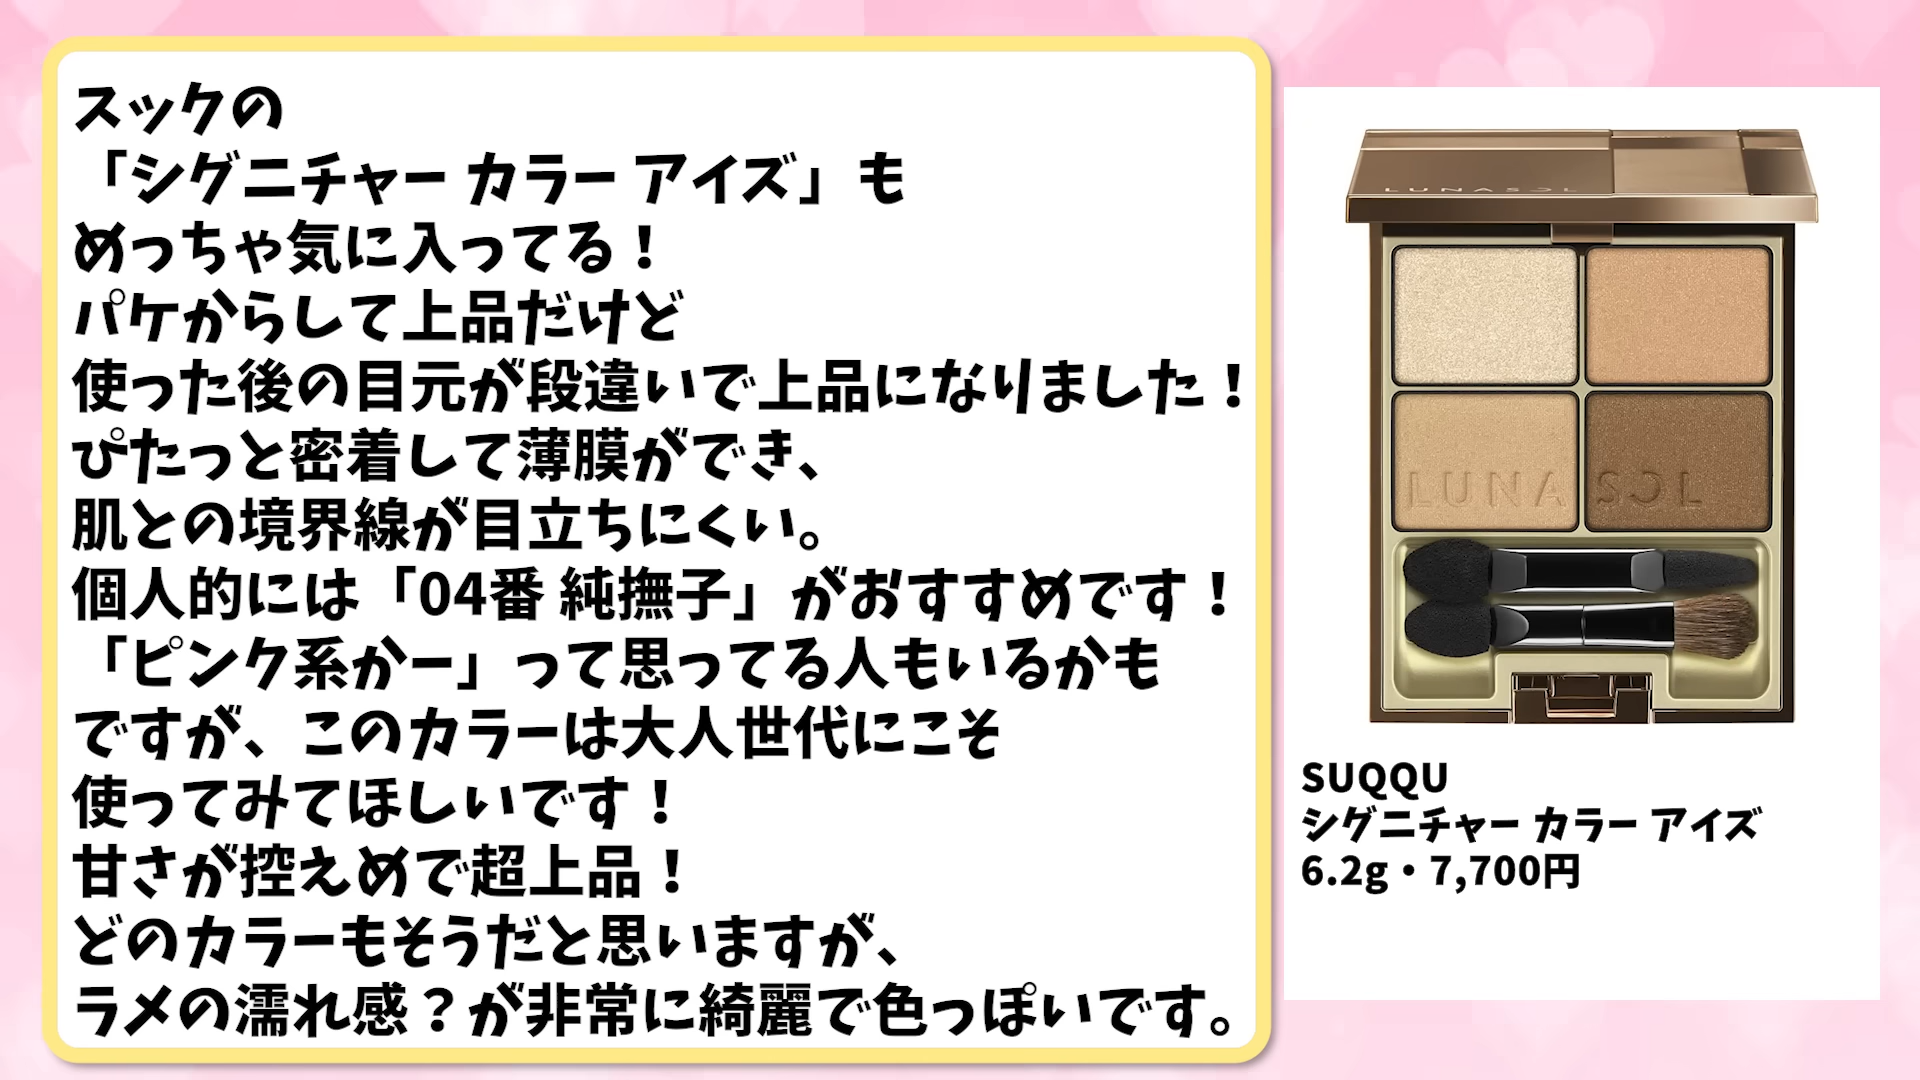 スックの
「シグニチャー カラー アイズ」も
めっちゃ気に入ってる！
パケからして上品だけど
使った後の目元が段違いで上品になりました！
ぴたっと密着して薄膜ができ、
肌との境界線が目立ちにくい。
個人的には「04番 純撫子」がおすすめです！
「ピンク系かー」って思ってる人もいるかも
ですが、このカラーは大人世代にこそ
使ってみてほしいです！
甘さが控えめで超上品！
どのカラーもそうだと思いますが、
ラメの濡れ感？が非常に綺麗で色っぽいです。
LUNASOL
LUNASOL
SUQQU
シグニチャー カラー アイズ
6.2g・7,700円